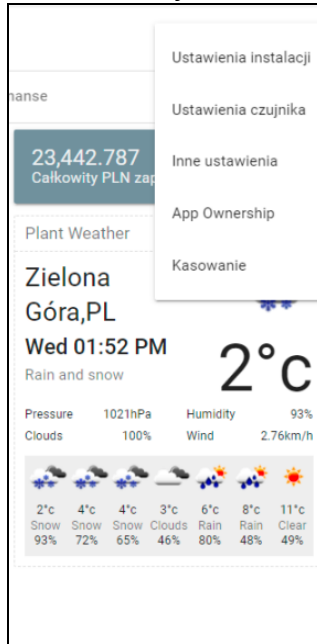 Ustawienia instalacji
Ustawienia czujnika
Inne ustawienia
App Ownership
Kasowanie
23,442.787
Całkowity PLN
Plant Weather
Zielona
Góra,PL
Wed 01:52 PM
Rain and snow
2°c
Pressure 1021hPa Humidity 93%
Clouds 100% Wind 2.76km/h
2°c 4°c 4°c 3°c 6°c 8°c 11°c
Snow Snow Snow Clouds Rain Rain Clear
93% 72% 65% 46% 80% 48% 49%